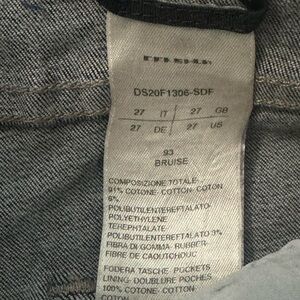 DS20F1306-SDF
27 IT 27 GB
27 DE 27 US
93
BRUISE
COMPOSIZIONE TOTALE-
91% COTONE- COTTON- COTON
6%
POLIBUTILENTEREFTALATO-
POLYETHYLENE
TEREPHTALATE-
POLIBUTILENTEREFTALATO 3%
FIBRA DI GOMMA- RUBBER-
FIBRE DE CAOUTCHOUC
FODERA TASCHE- POCKETS
LINING- DOUBLURE POCHES
100% COTONE- COTTON-
COTON